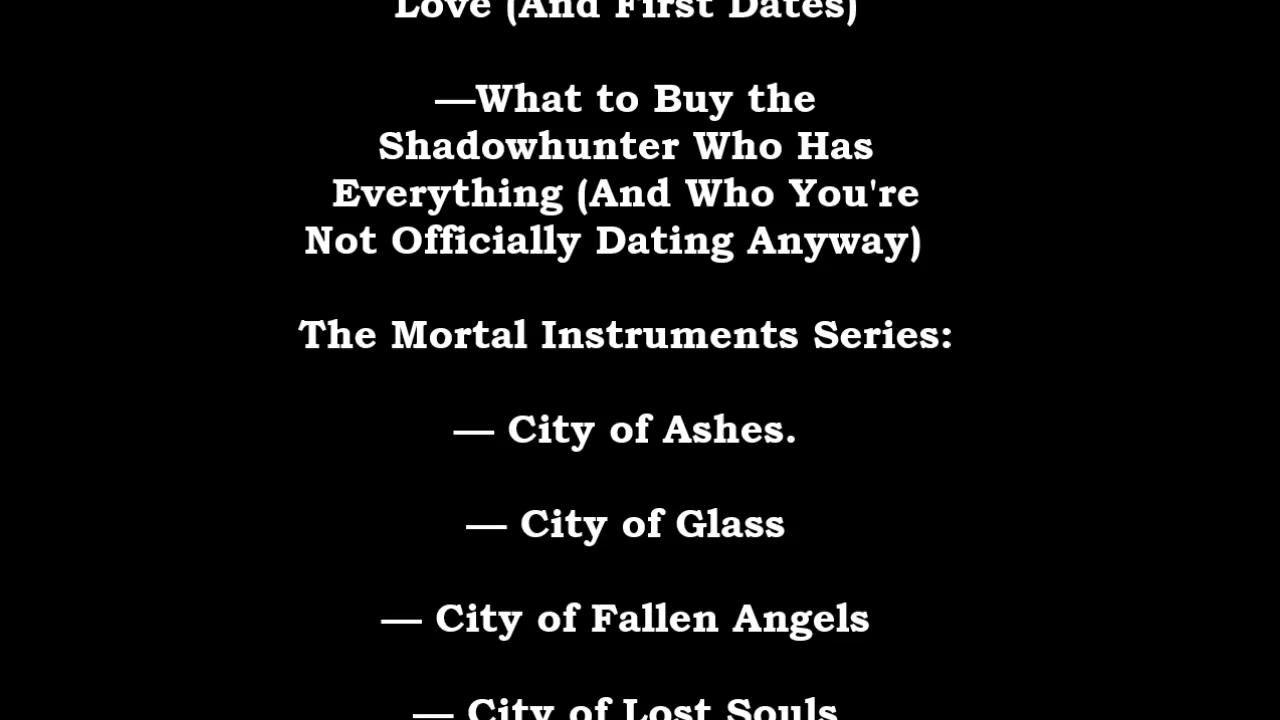 Love (And First Dates)
—What to Buy the
Shadowhunter Who Has
Everything (And Who You're
Not Officially Dating Anyway)
The Mortal Instruments Series:
— City of Ashes.
— City of Glass
— City of Fallen Angels
— City of Lost Souls